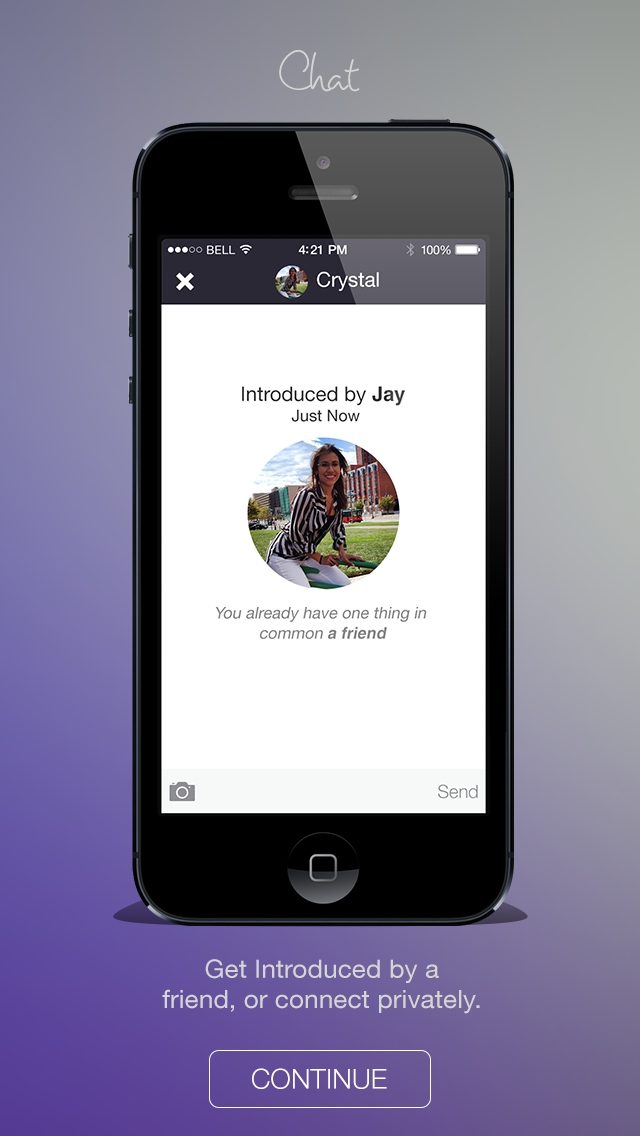 Chat
BELL 4:21 PM 100%
Crystal
Introduced by Jay
Just Now
You already have one thing in
common a friend
Send
Get Introduced by a
friend, or connect privately.
CONTINUE